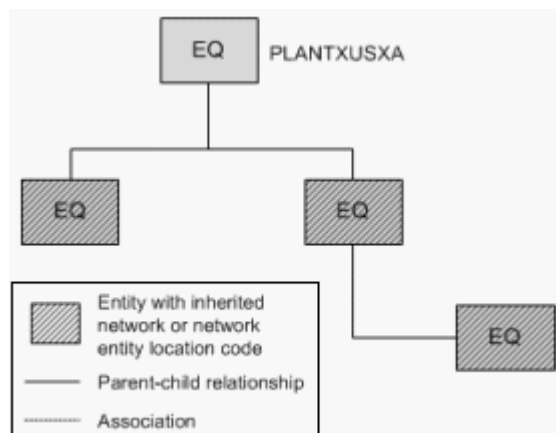 EQ PLANTXUSXA
EQ EQ
EQ
Entity with inherited
network or network
entity location code
Parent-child relationship
Association